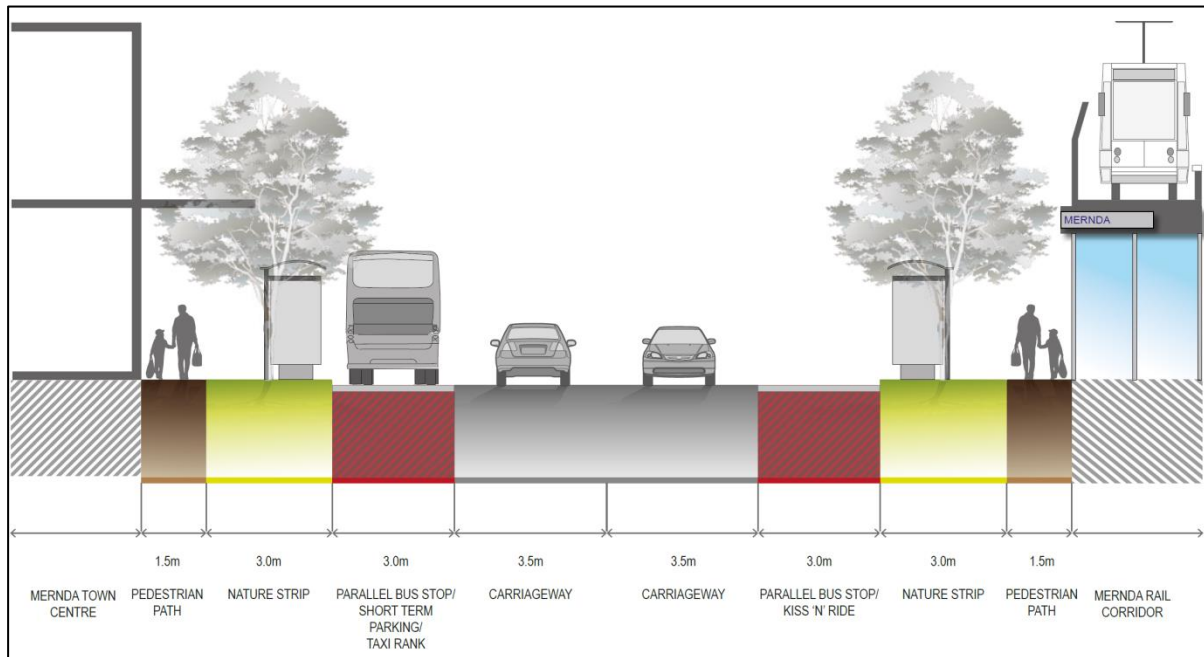 MERNDA
1.5m 3.0m 3.0m 3.5m 3.5m 3.0m 3.0m 1.5m
MERNDA TOWN
CENTRE
PEDESTRIAN
PATH
NATURE STRIP
PARALLEL BUS STOP/
SHORT TERM
PARKING/
TAXI RANK
CARRIAGEWAY
CARRIAGEWAY
PARALLEL BUS STOP/
KISS ‘N’ RIDE
NATURE STRIP
PEDESTRIAN
PATH
MERNDA RAIL
CORRIDOR